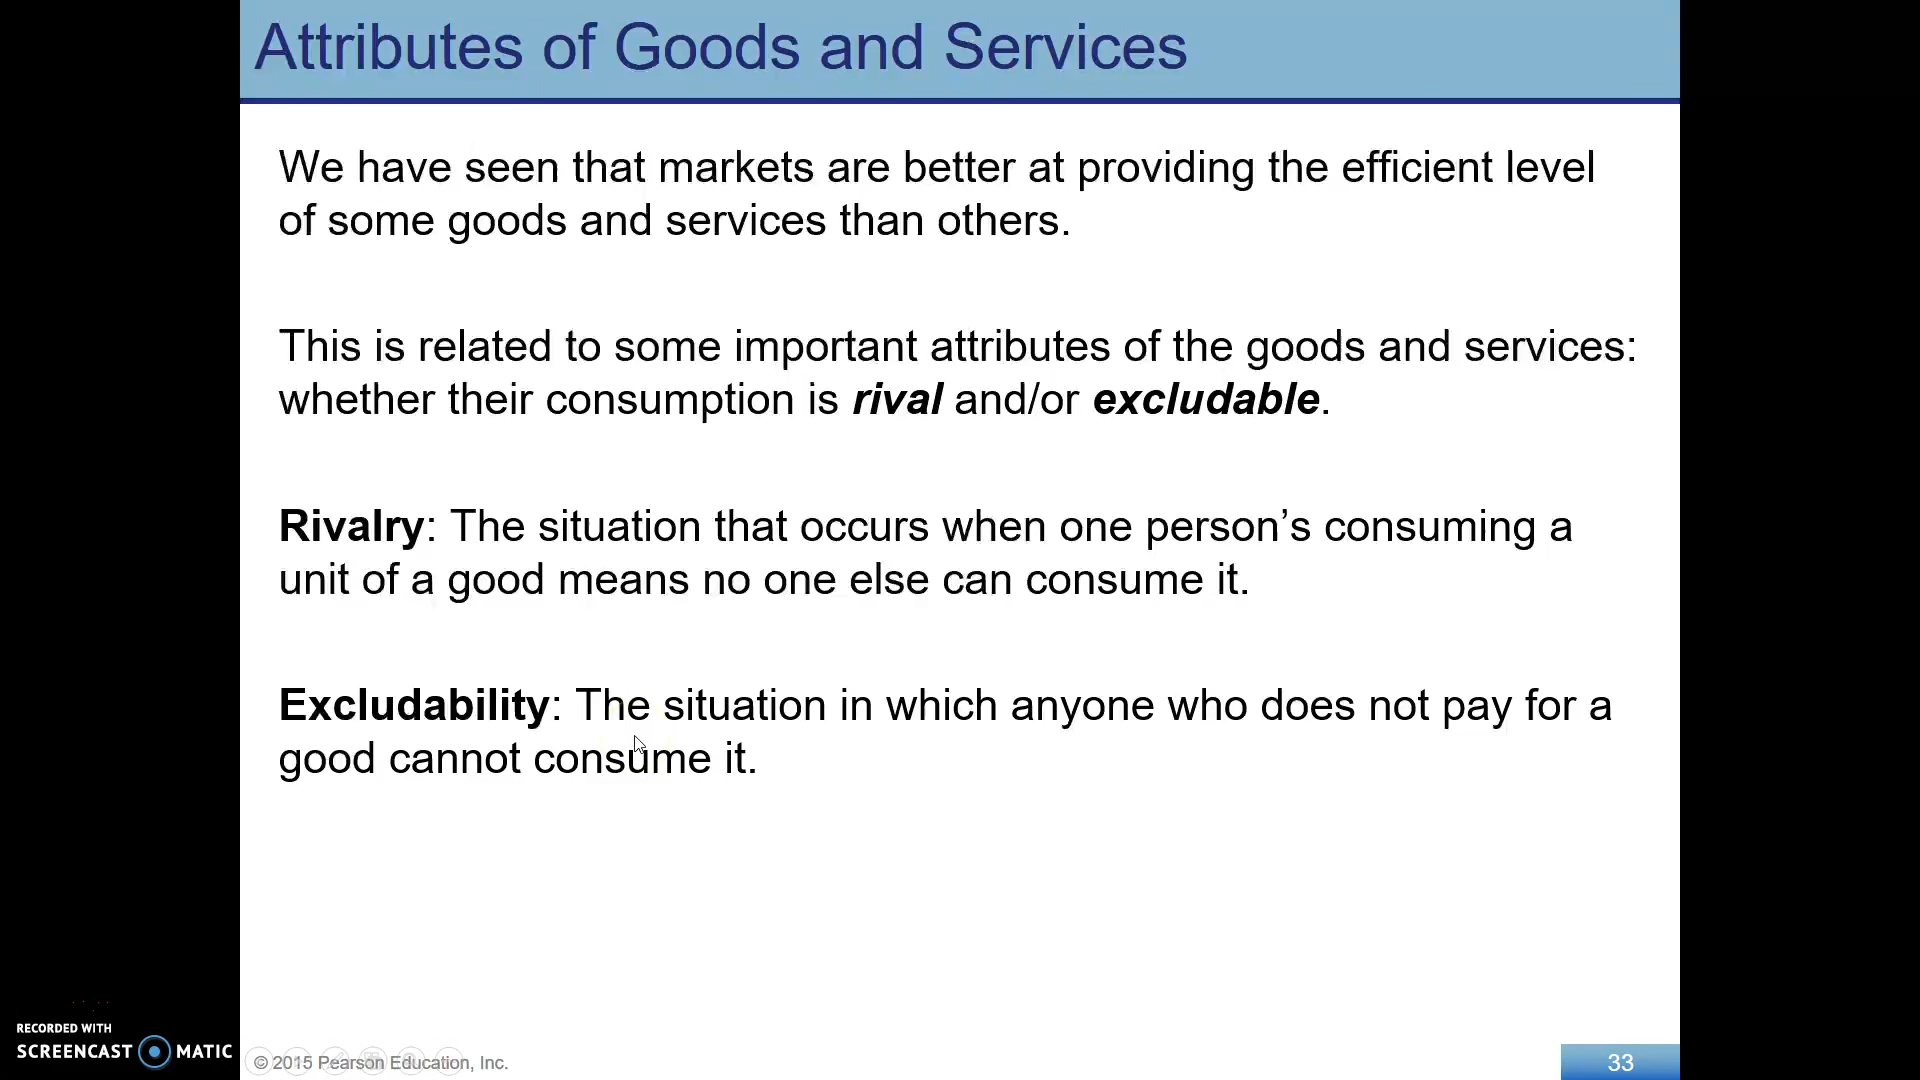 Attributes of Goods and Services
We have seen that markets are better at providing the efficient level
of some goods and services than others.
This is related to some important attributes of the goods and services:
whether their consumption is rival and/or excludable.
Rivalry: The situation that occurs when one person’s consuming a
unit of a good means no one else can consume it.
Excludability: The situation in which anyone who does not pay for a
good cannot consume it.
RECORDED WITH
SCREENCAST MATIC
© 2015 Pearson Education, Inc.
33